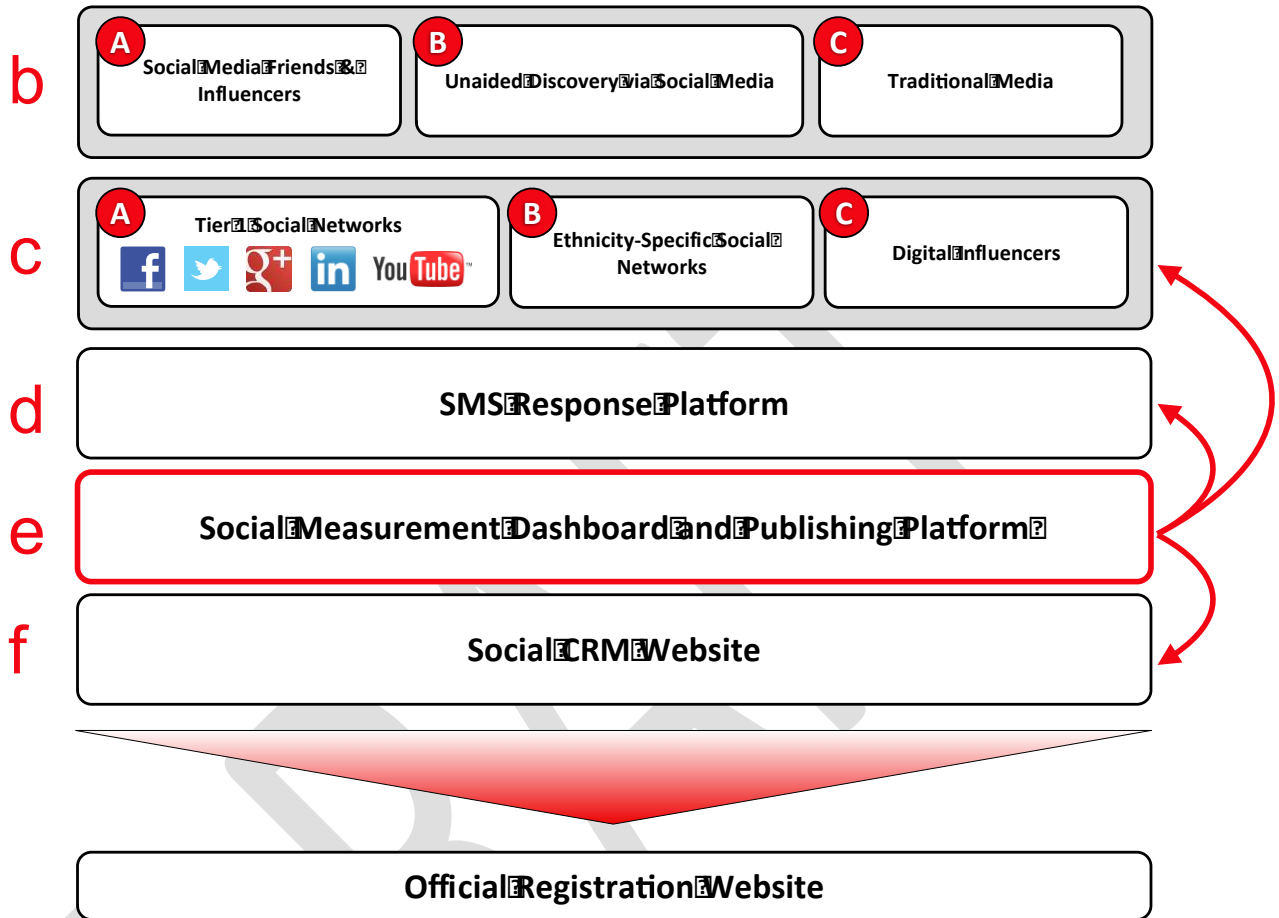 b
A
Social Media Friends &
Influencers
B
Unaided Discovery via Social Media
C
Traditional Media
c
A
Tier 1 Social Networks
f
g+
in
You Tube ™
B
Ethnicity-Specific Social
Networks
C
Digital Influencers
d
SMS Response Platform
e
Social Measurement Dashboard and Publishing Platform
f
Social CRM Website
Official Registration Website